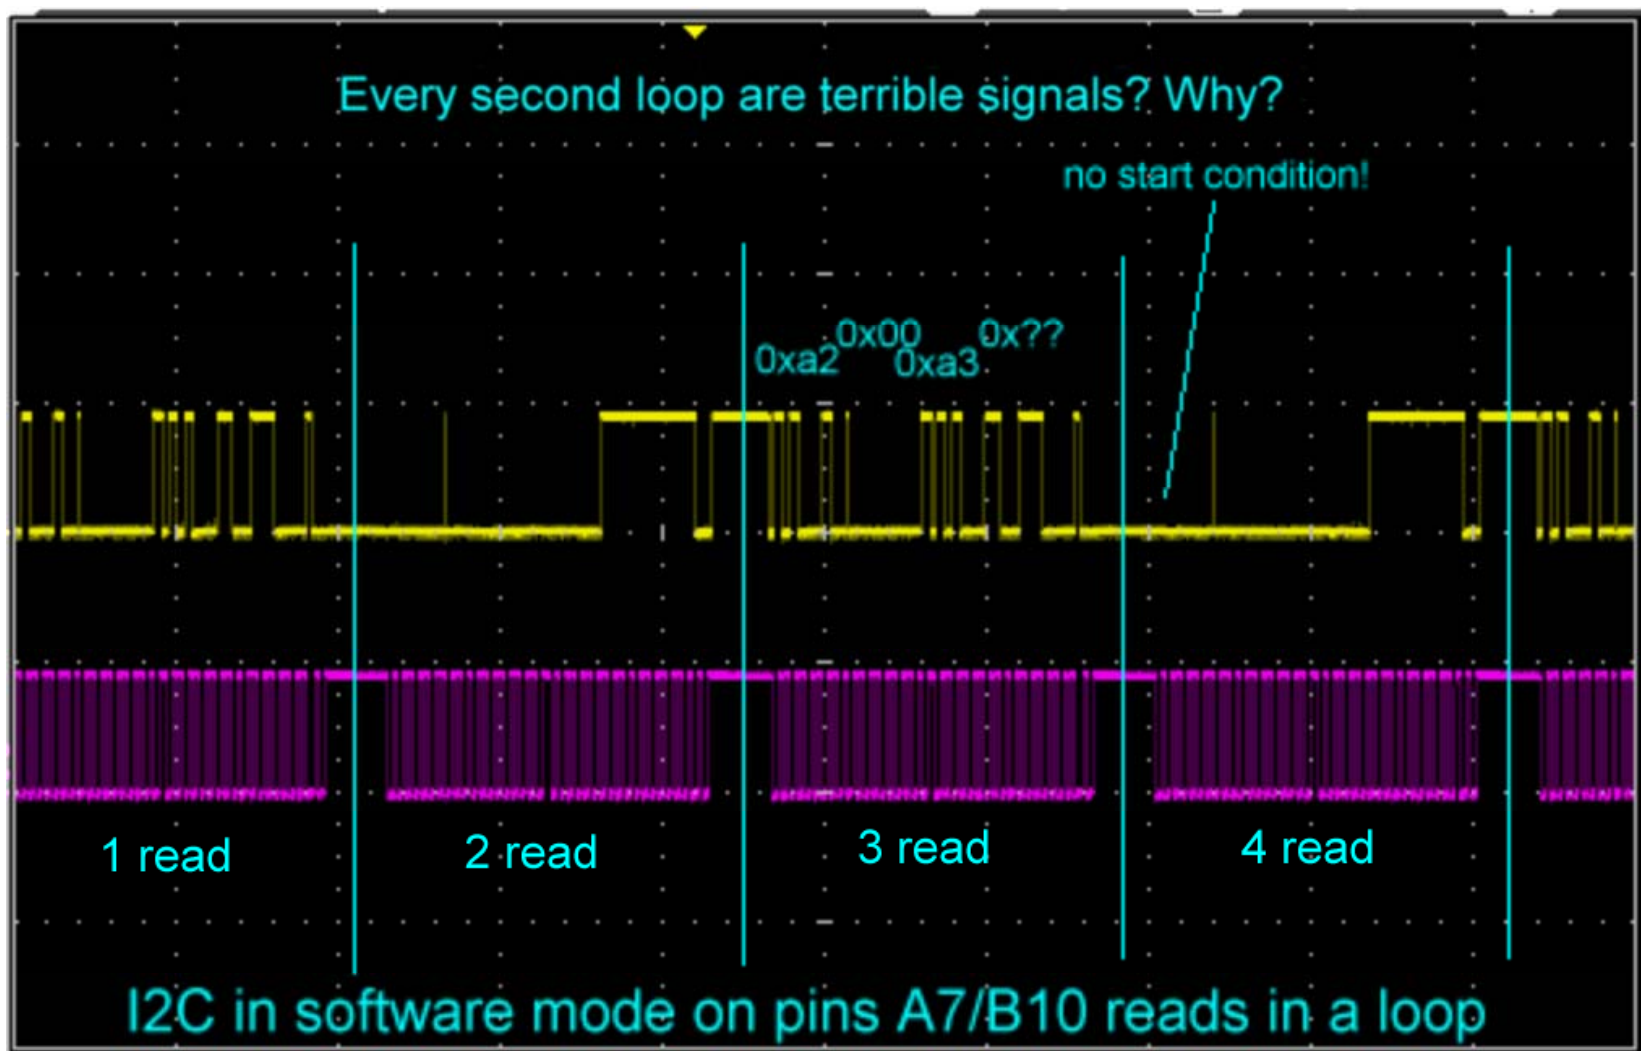 Every second loop are terrible signals? Why?
no start condition!
0xa2 0x00 0xa3 0x??
1 read 2 read 3 read 4 read
I2C in software mode on pins A7/B10 reads in a loop